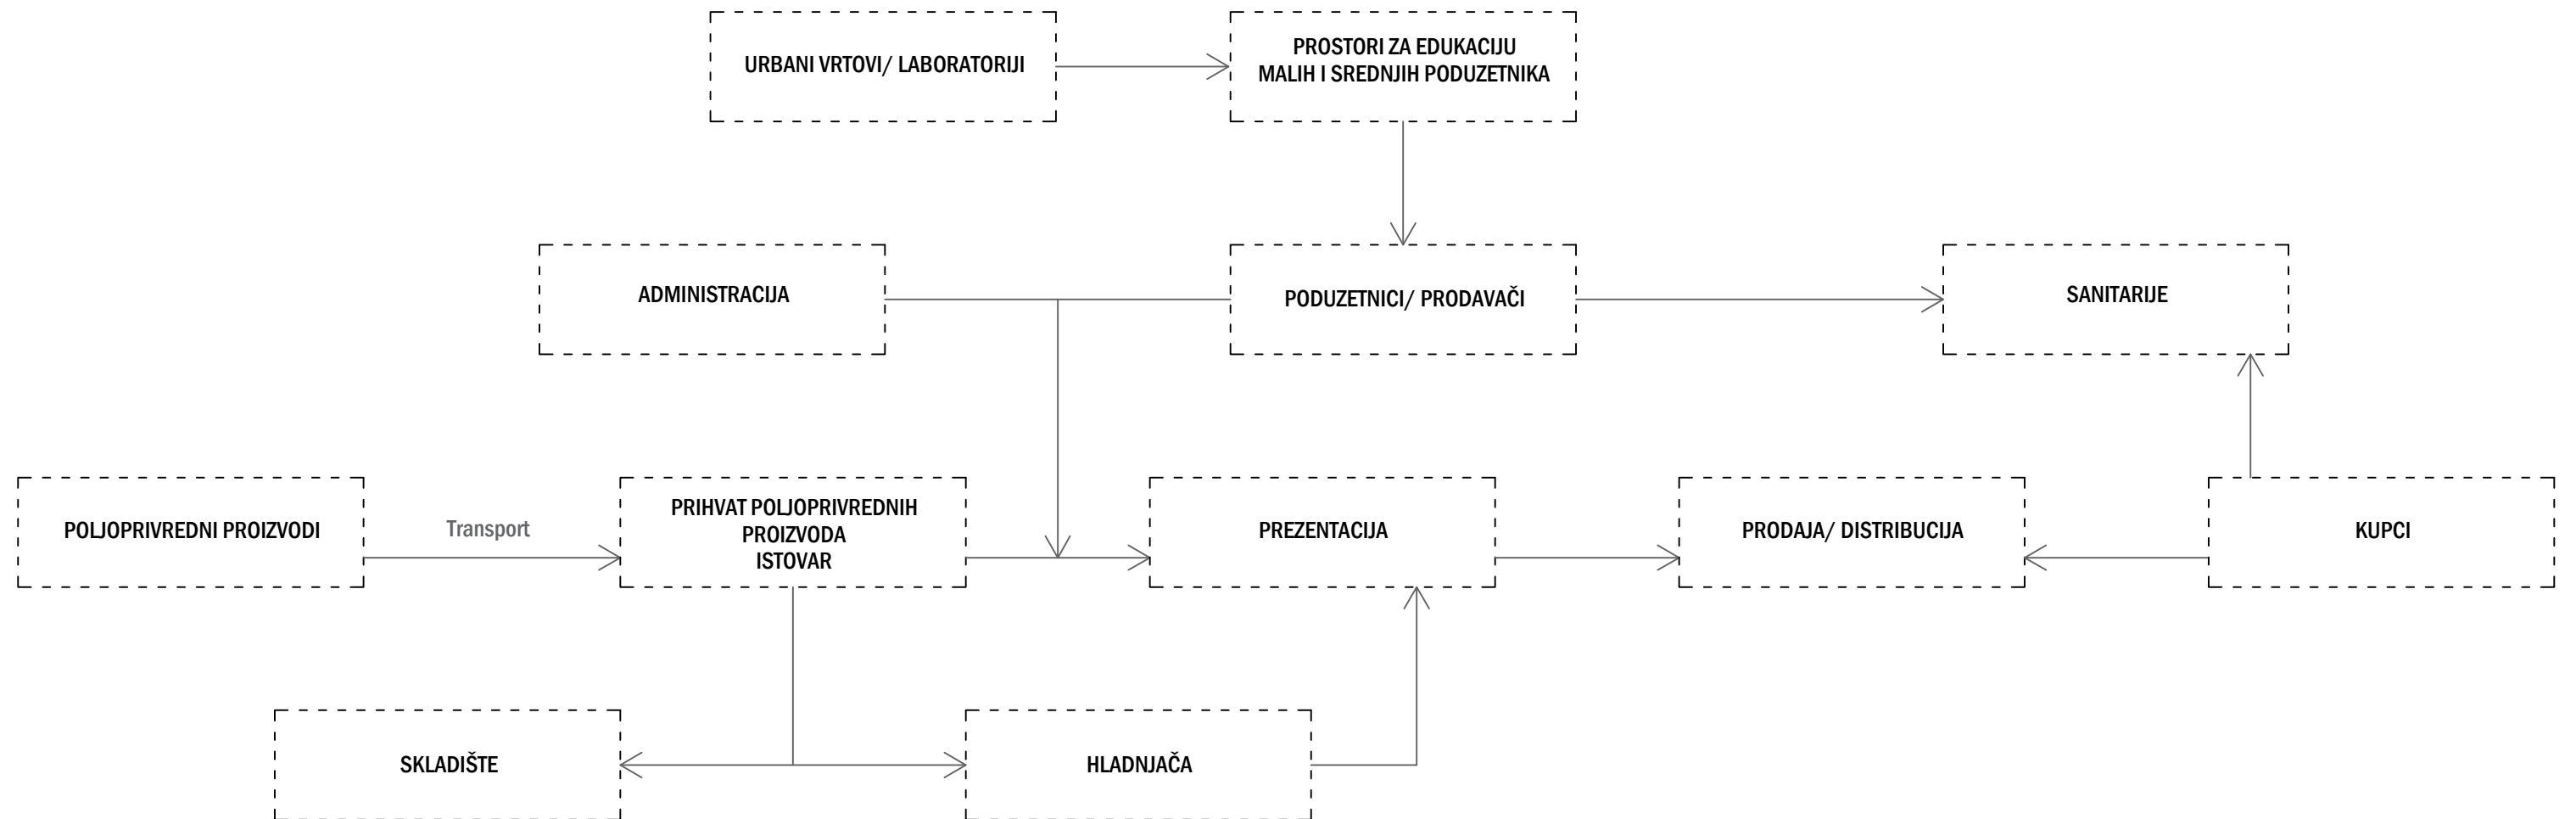 URBANI VRTOVI/ LABORATORIJI
PROSTORI ZA EDUKACIJU
MALIH I SREDNJIH PODUZETNIKA
ADMINISTRACIJA
PODUZETNICI/ PRODAVAČI
SANITARIJE
POLJOPRIVREDNI PROIZVODI
Transport
PRIHVAT POLJOPRIVREDNIH
PROIZVODA
ISTOVAR
PREZENTACIJA
PRODAJA/ DISTRIBUCIJA
KUPCI
SKLADIŠTE
HLADNJAČA